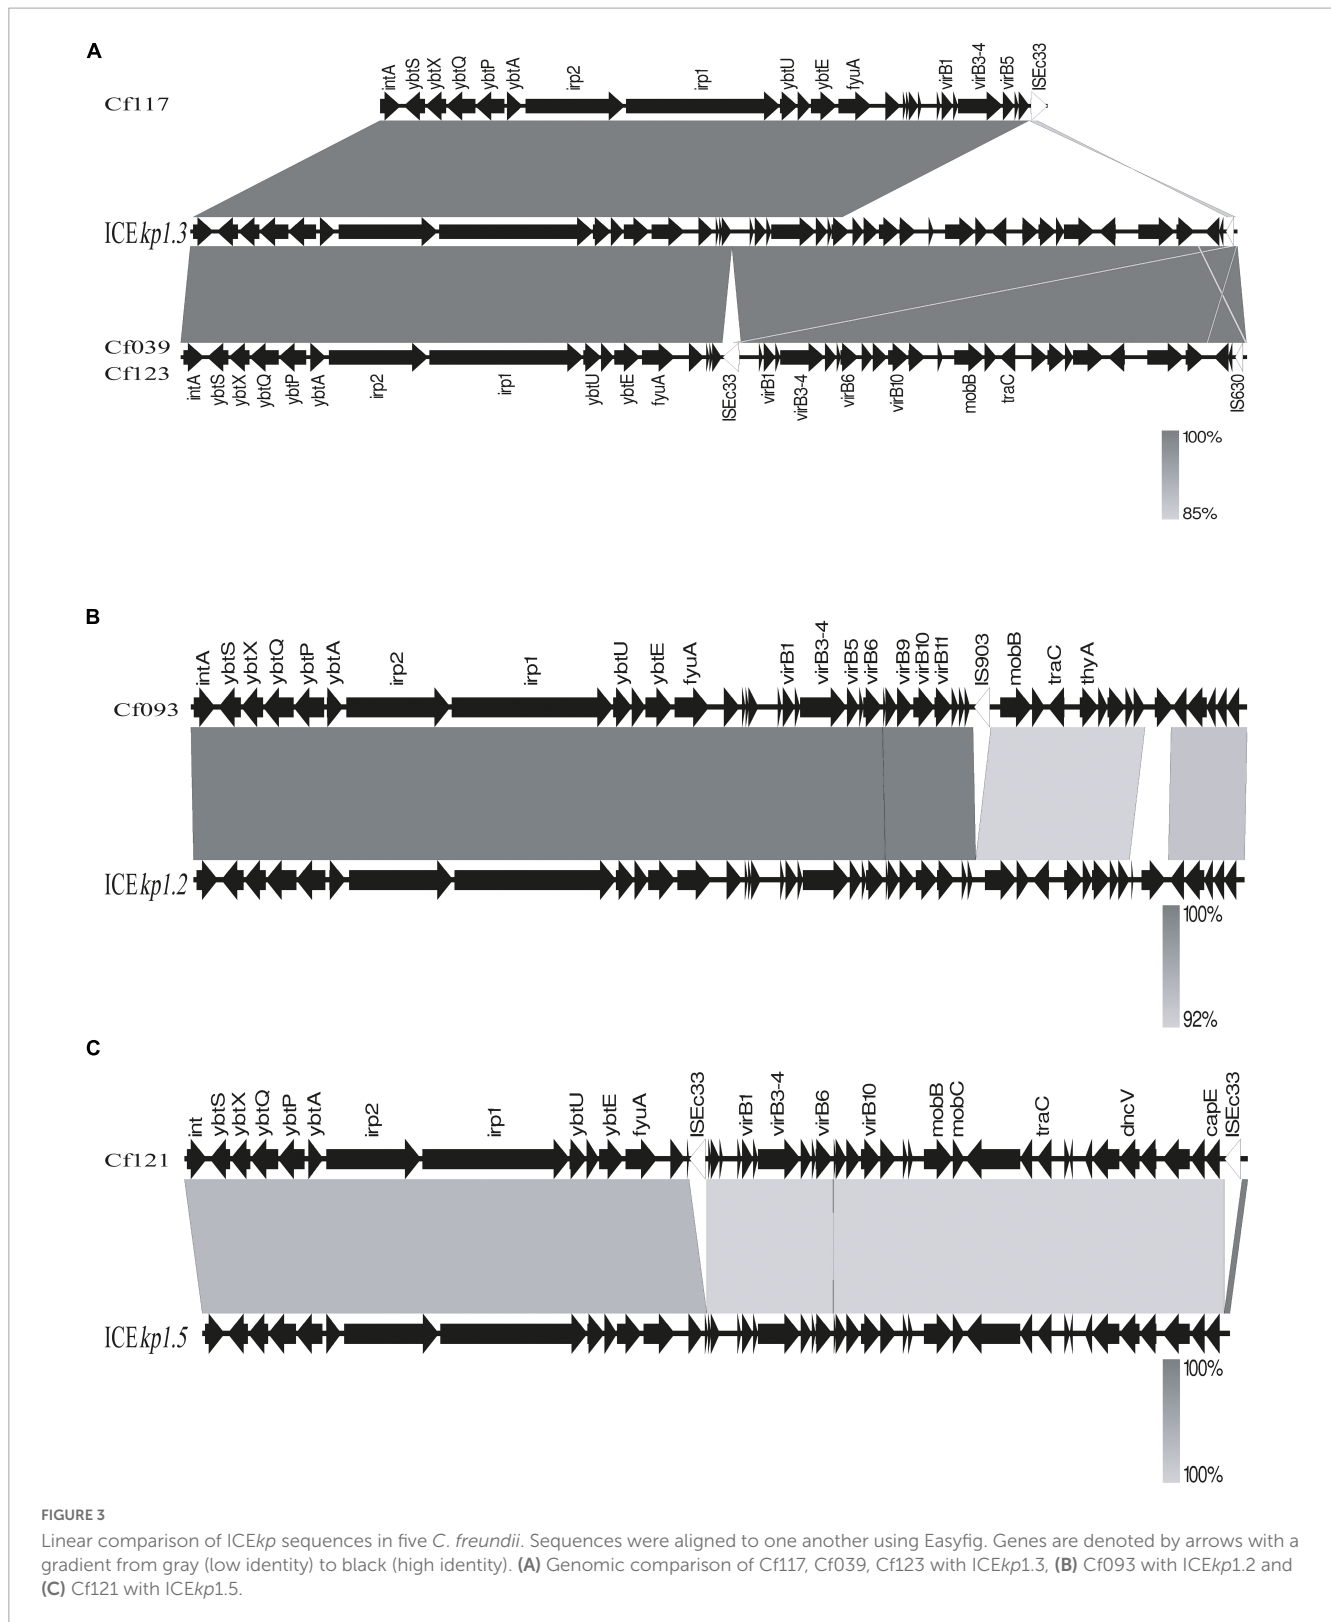 A
intA ybtS ybtX ybtQ ybtP ybtA irp2 irp1 ybtU ybtE fyuA virB1 virB3-4 virB5 ISEc33
Cf117
ICEkp1.3
Cf039
Cf123
intA ybtS ybtX ybtQ ybtP ybtA irp2 irp1 ybtU ybtE fyuA ISEc33 virB1 virB3-4 virB6 virB10 mobB traC IS630
100%
85%
B
intA ybtS ybtX ybtQ ybtP ybtA irp2 irp1 ybtU ybtE fyuA virB1 virB3-4 virB5 virB6 virB9 virB10 virB11 IS903 mobB traC thyA
Cf093
ICEkp1.2
100%
92%
C
int ybtS ybtX ybtQ ybtP ybtA irp2 irp1 ybtU ybtE fyuA ISEc33 virB1 virB3-4 virB6 virB10 mobB mobC traC dncV capE ISEc33
Cf121
ICEkp1.5
100%
100%
FIGURE 3
Linear comparison of ICEkp sequences in five C. freundii. Sequences were aligned to one another using Easyfig. Genes are denoted by arrows with a
gradient from gray (low identity) to black (high identity). (A) Genomic comparison of Cf117, Cf039, Cf123 with ICEkp1.3, (B) Cf093 with ICEkp1.2 and
(C) Cf121 with ICEkp1.5.